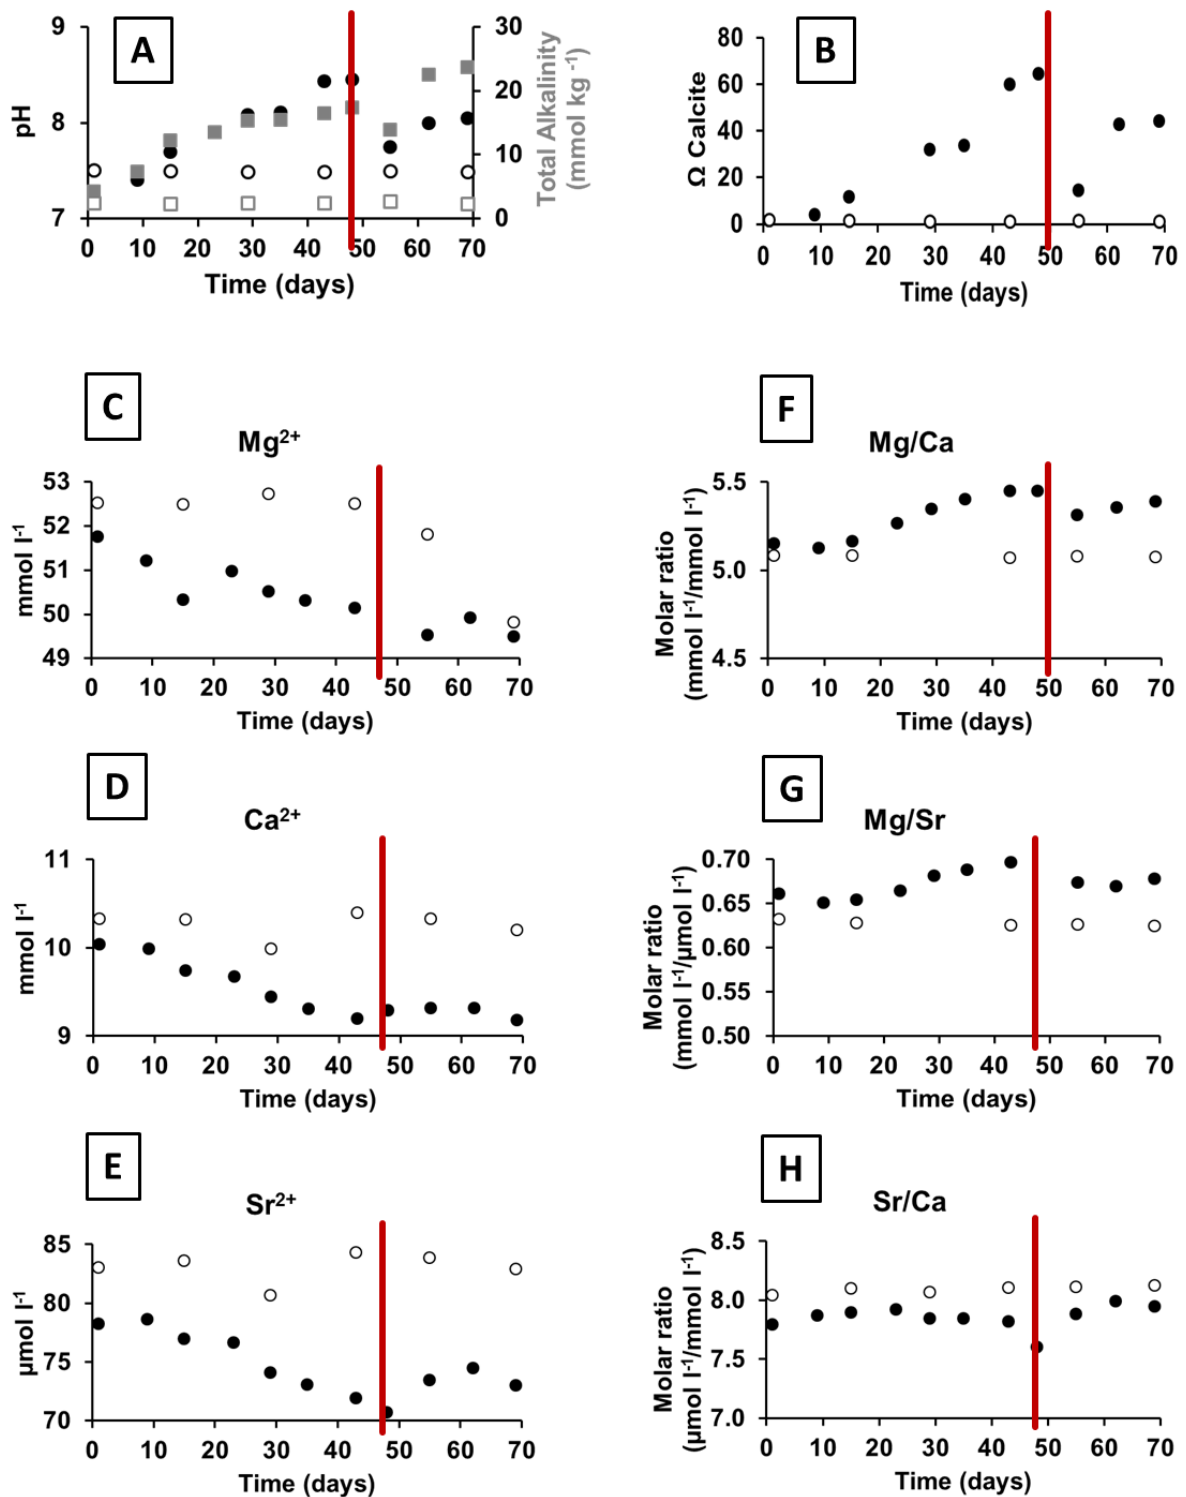 A
9
8
7
pH
30
20
10
0
Total Alkalinity
(mmol kg -1)
0 10 20 30 40 50 60 70
Time (days)
B
80
60
40
20
0
Ω Calcite
0 10 20 30 40 50 60 70
Time (days)
C
Mg2+
53
52
51
50
49
mmol l-1
0 10 20 30 40 50 60 70
Time (days)
F
Mg/Ca
5.5
5.0
4.5
Molar ratio
(mmol l-1/mmol l-1)
0 10 20 30 40 50 60 70
Time (days)
D
Ca2+
11
10
9
mmol l-1
0 10 20 30 40 50 60 70
Time (days)
G
Mg/Sr
0.70
0.65
0.60
0.55
0.50
Molar ratio
(mmol l-1/µmol l-1)
0 10 20 30 40 50 60 70
Time (days)
E
Sr2+
85
80
75
70
µmol l-1
0 10 20 30 40 50 60 70
Time (days)
H
Sr/Ca
8.5
8.0
7.5
7.0
Molar ratio
(µmol l-1/mmol l-1)
0 10 20 30 40 50 60 70
Time (days)